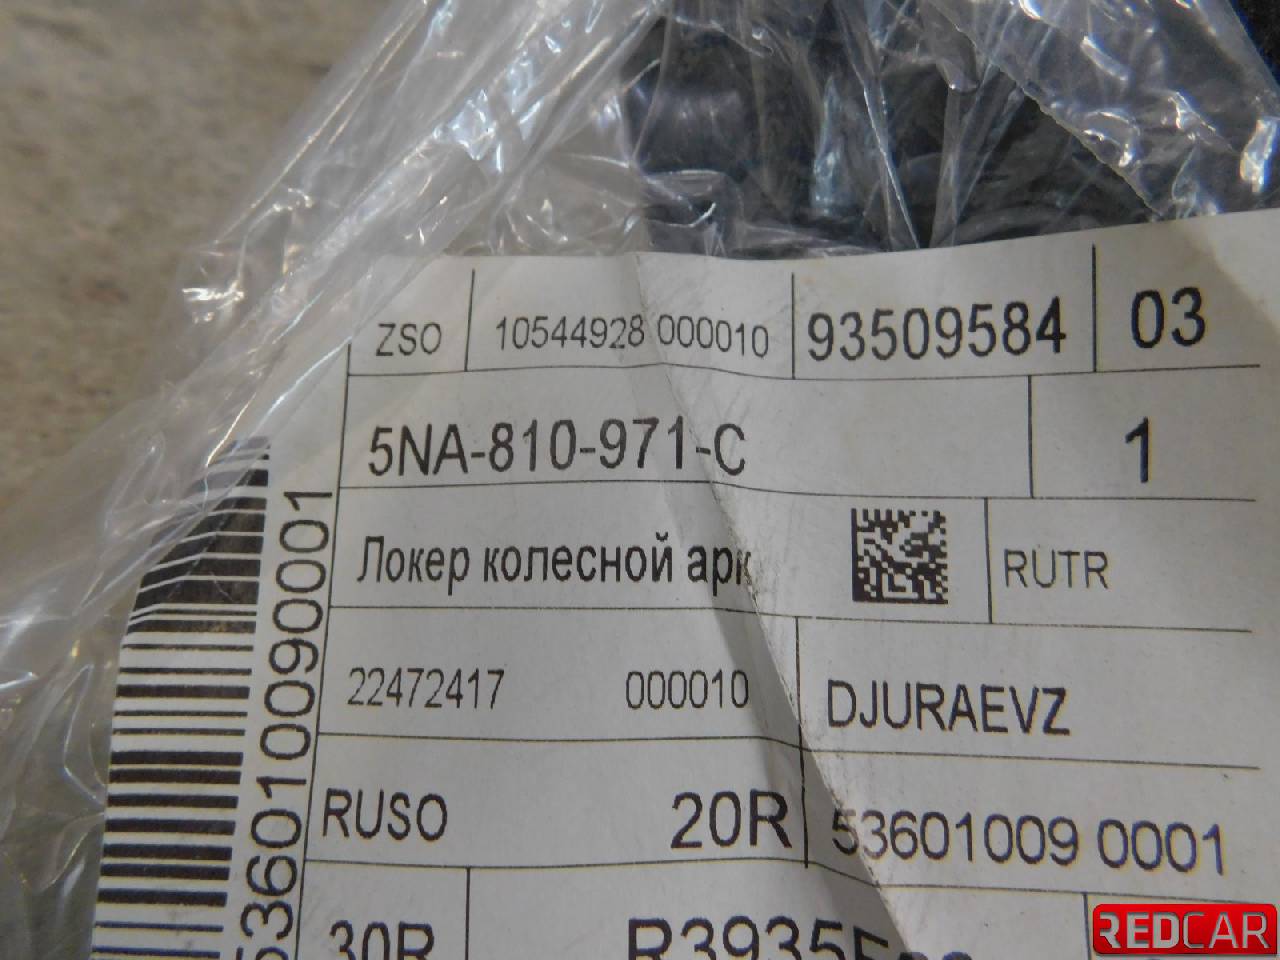 ZSO 10544928 000010 93509584 03
5NA-810-971-C 1
Локер колесной арк RUTR
22472417 000010 DJURAEVZ
RUSO 20R 53601009 0001
30R
536010090001
REDCAR